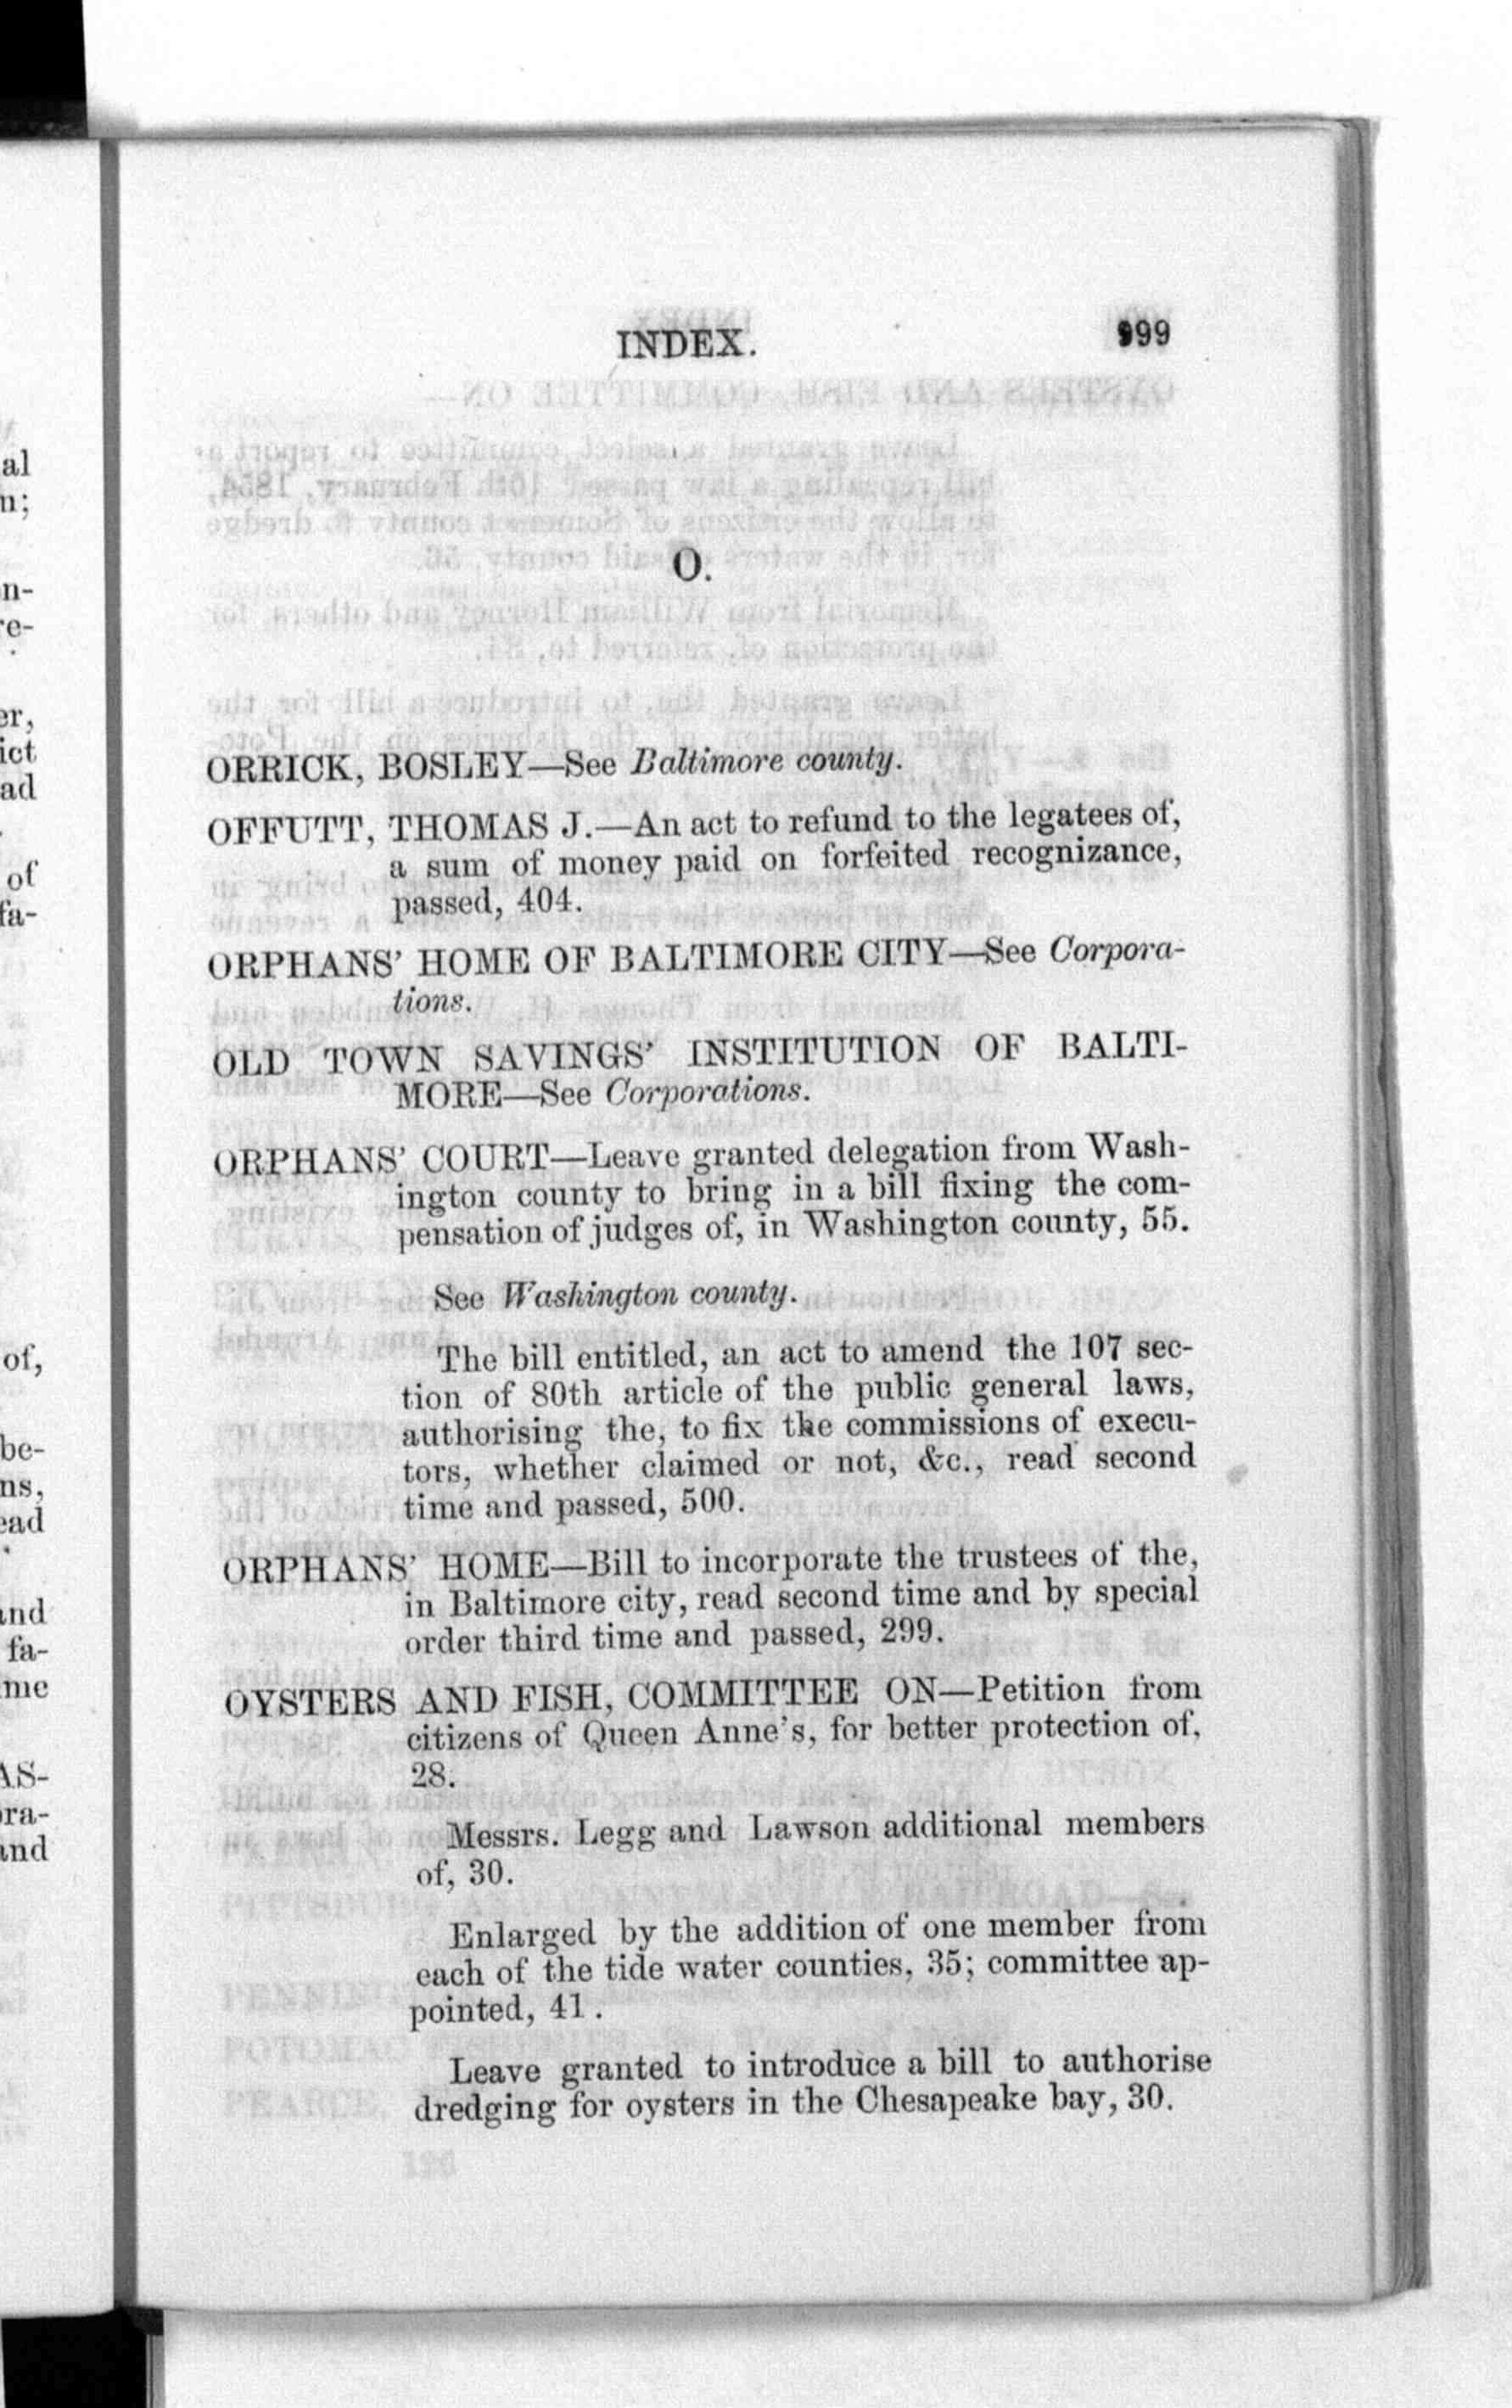 INDEX. 999
O.
ORRICK, BOSLEY—See Baltimore county.
OFFUTT, THOMAS J.—An act to refund to the legatees of,
a sum of money paid on forfeited recognizance,
passed, 404.
ORPHANS' HOME OF BALTIMORE CITY—See Corpora-
tions.
OLD TOWN SAVINGS' INSTITUTION OF BALTI-
MORE—See Corporations.
ORPHANS' COURT—Leave granted delegation from Wash-
ington county to bring in a bill fixing the com-
pensation of judges of, in Washington county, 55.
See Washington county.
The bill entitled, an act to amend the 107 sec-
tion of 80th article of the public general laws,
authorising the, to fix the commissions of execu-
tors, whether claimed or not, &c., read second
time and passed, 500.
ORPHANS' HOME—Bill to incorporate the trustees of the,
in Baltimore city, read second time and by special
order third time and passed, 299.
OYSTERS AND FISH, COMMITTEE ON—Petition from
citizens of Queen Anne's, for better protection of,
28.
Messrs. Legg and Lawson additional members
of, 30.
Enlarged by the addition of one member from
each of the tide water counties, 35; committee ap-
pointed, 41.
Leave granted to introduce a bill to authorise
dredging for oysters in the Chesapeake bay, 30.